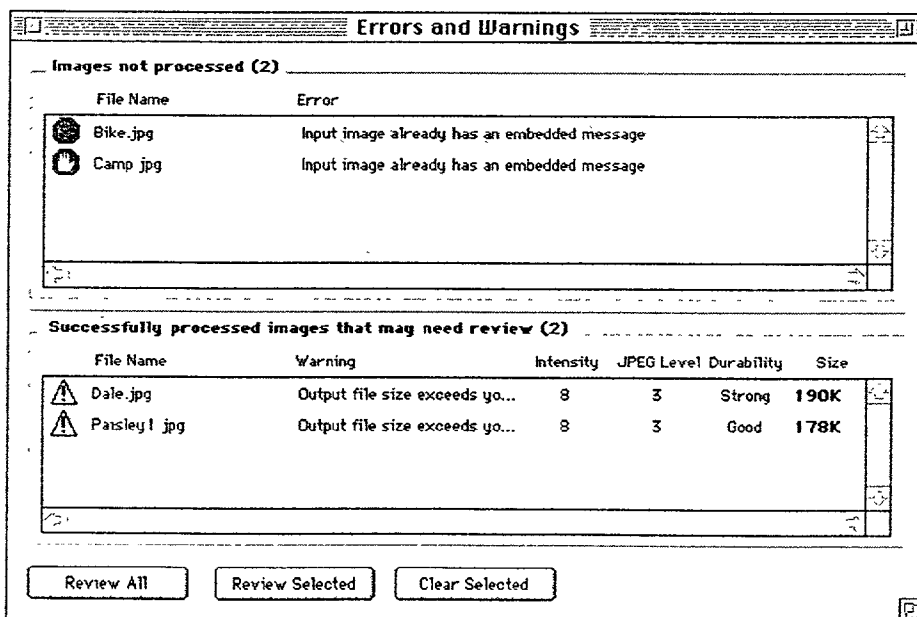 Errors and Warnings
Images not processed (2)
File Name Error
Bike.jpg Input image already has an embedded message
Camp jpg Input image already has an embedded message
Successfully processed images that may need review (2)
File Name Warning Intensity JPEG Level Durability Size
Dale.jpg Output file size exceeds yo... 8 3 Strong 190K
Paisley1 jpg Output file size exceeds yo... 8 3 Good 178K
Review All Review Selected Clear Selected